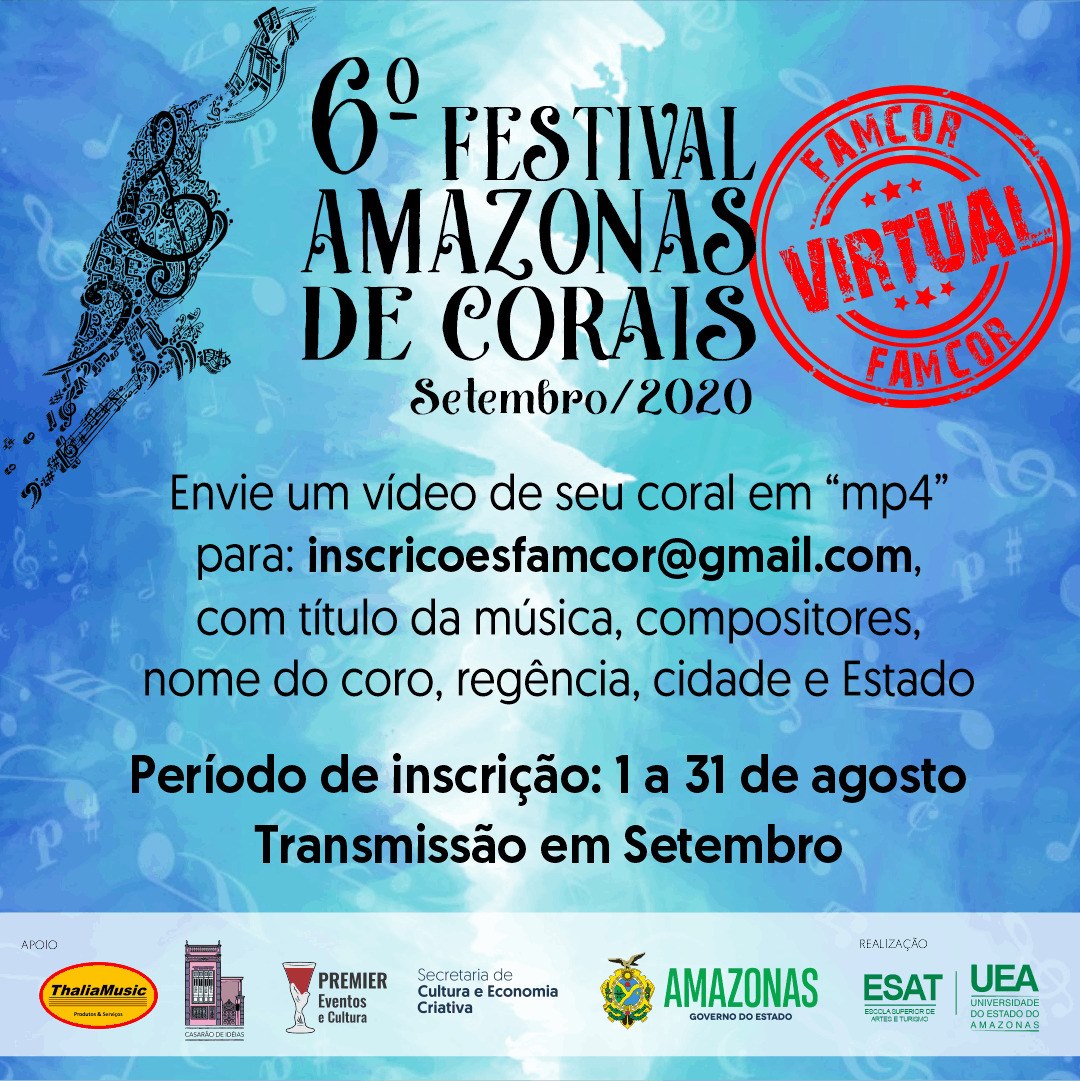 6º FESTIVAL
AMAZONAS
DE CORAIS
Setembro/2020
FAMCOR
VIRTUAL
FAMCOR
Envie um vídeo de seu coral em “mp4”
para: inscricoesfamcor@gmail.com,
com título da música, compositores,
nome do coro, regência, cidade e Estado
Período de inscrição: 1 a 31 de agosto
Transmissão em Setembro
APOIO
ThaliaMusic
Produtos & Serviços
CASARÃO DE IDÉIAS
PREMIER
Eventos
e Cultura
Secretaria de
Cultura e Economia
Criativa
AMAZONAS
GOVERNO DO ESTADO
REALIZAÇÃO
ESAT
ESCOLA SUPERIOR DE
ARTES E TURISMO
UEA
UNIVERSIDADE
DO ESTADO DO
AMAZONAS